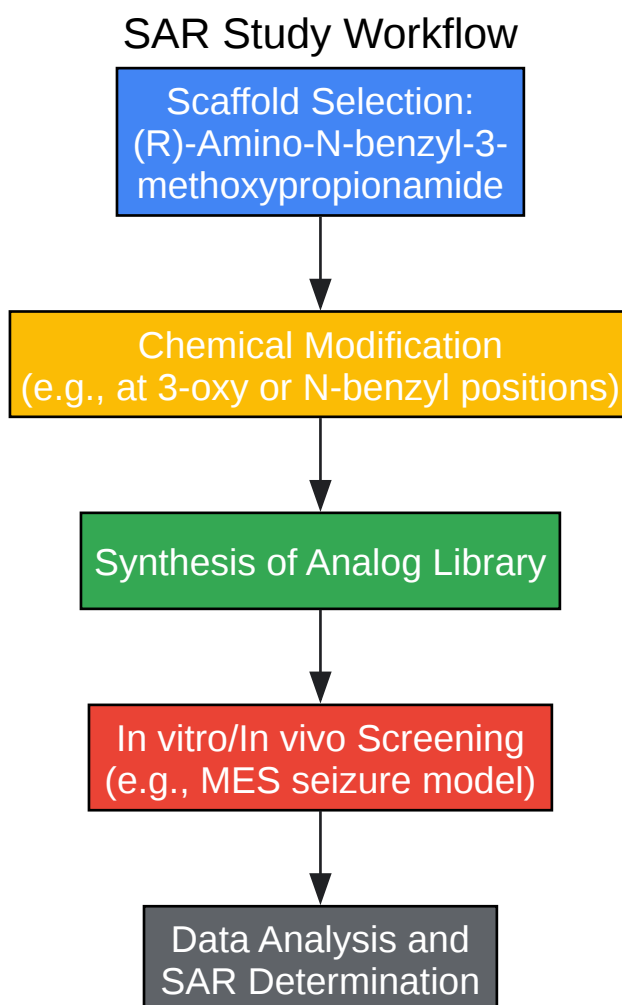 SAR Study Workflow
Scaffold Selection:
(R)-Amino-N-benzyl-3-
methoxypropionamide
Chemical Modification
(e.g., at 3-oxy or N-benzyl positions)
Synthesis of Analog Library
In vitro/In vivo Screening
(e.g., MES seizure model)
Data Analysis and
SAR Determination